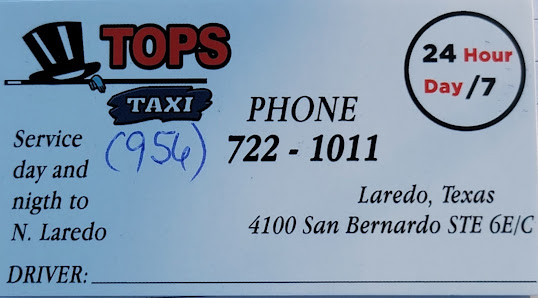 TOPS
TAXI
24 Hour
Day/7
PHONE
(956) 722 - 1011
Service
day and
nigth to
N. Laredo
Laredo, Texas
4100 San Bernardo STE 6E/C
DRIVER: